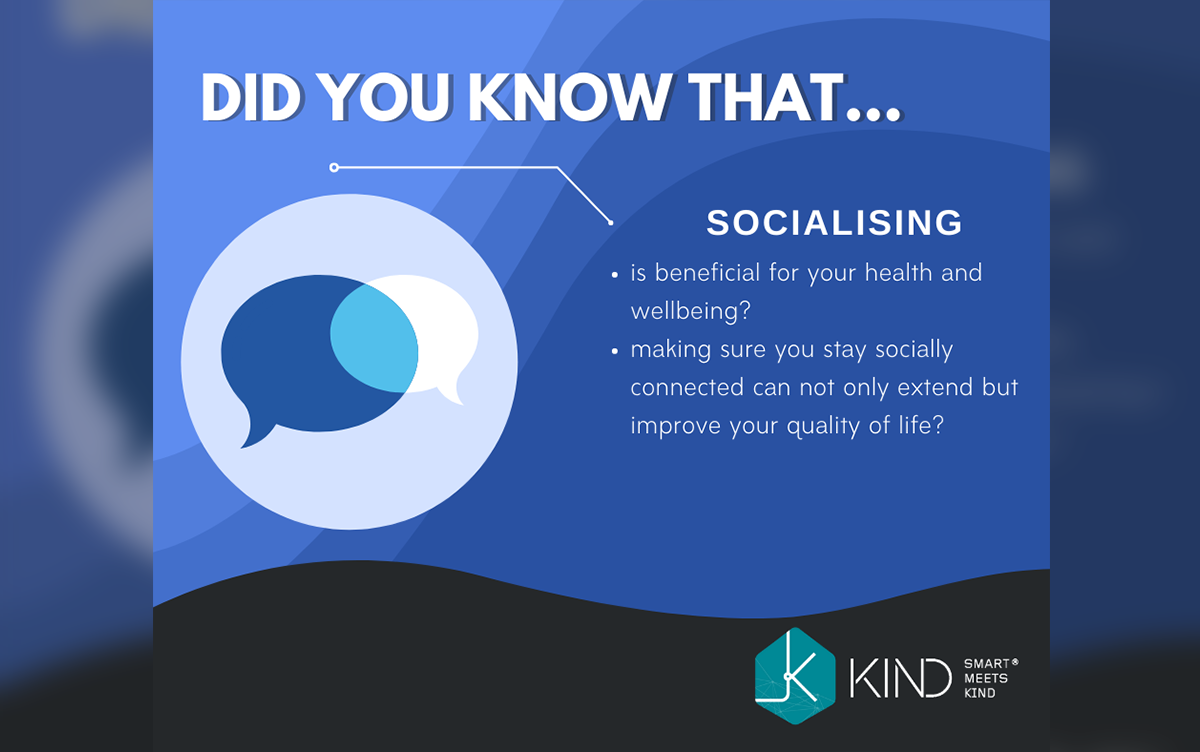 DID YOU KNOW THAT...
SOCIALISING
• is beneficial for your health and
wellbeing?
• making sure you stay socially
connected can not only extend but
improve your quality of life?
KIND
SMART®
MEETS
KIND